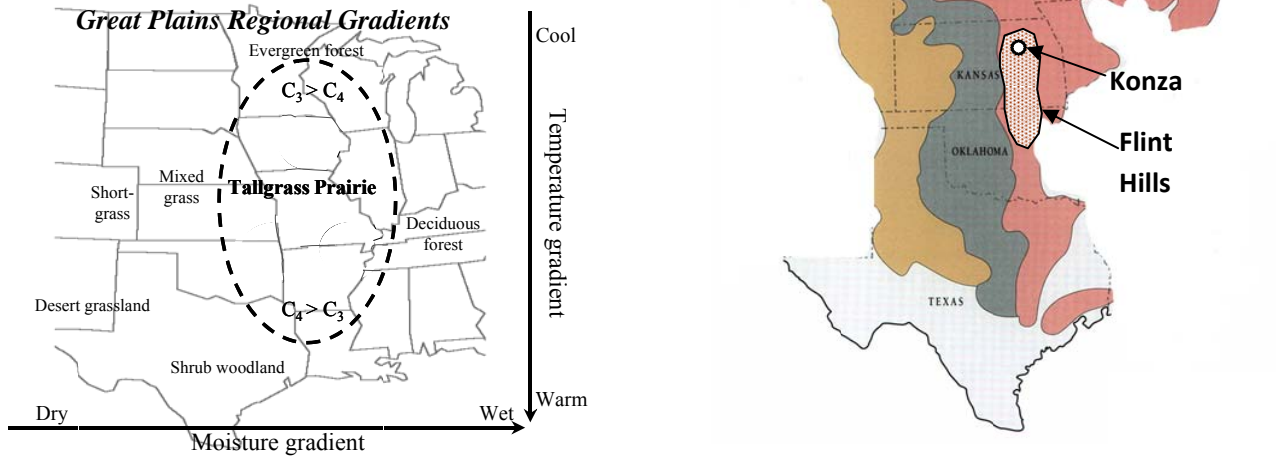 Great Plains Regional Gradients
Evergreen forest
C3 > C4
Mixed
grass
Tallgrass Prairie
Short-
grass
Deciduous
forest
Desert grassland
C4 > C3
Shrub woodland
Dry
Wet
Moisture gradient
Cool
Temperature gradient
Warm
KANSAS
Konza
Flint
Hills
OKLAHOMA
TEXAS